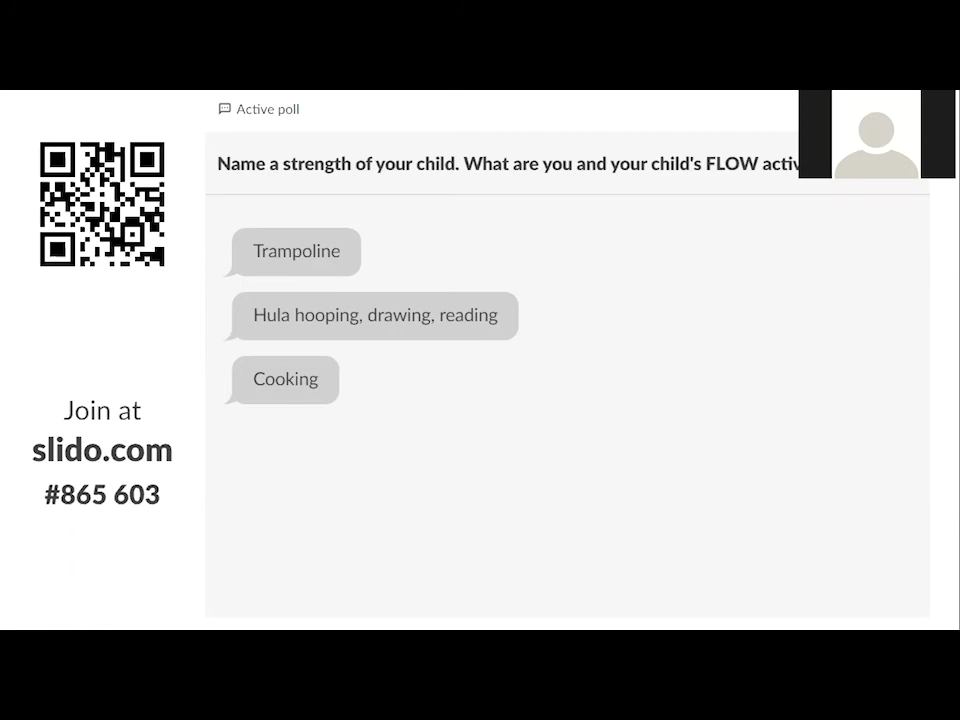 Active poll
Name a strength of your child. What are you and your child's FLOW
Trampoline
Hula hooping, drawing, reading
Cooking
Join at
slido.com
#865 603